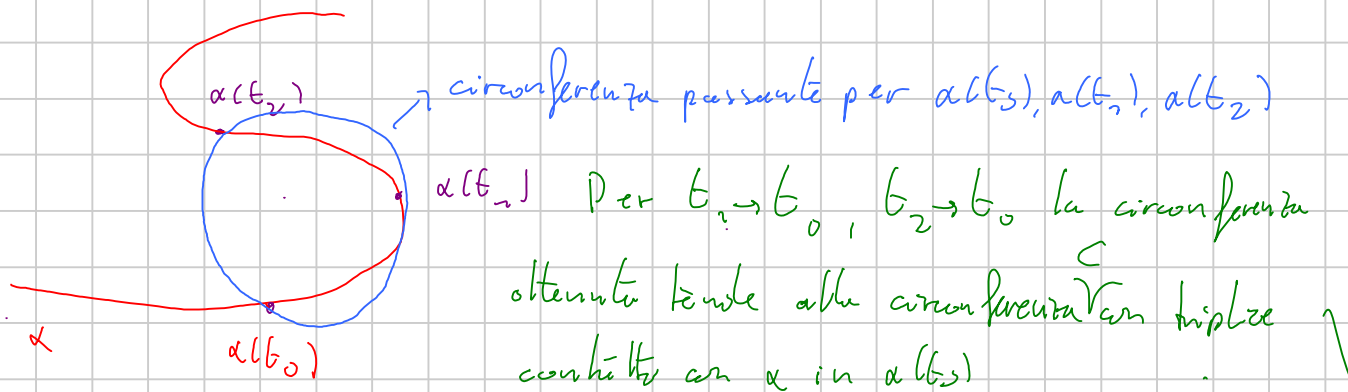 α(t₂)
circonferenza passante per α(t₀), α(t₁), α(t₂)
α(t₁)
Per t₁→t₀, t₂→t₀ la circonferenza
ottenuta tende alla circonferenza C con triplice
contatto con α in α(t₀)
α
α(t₀)